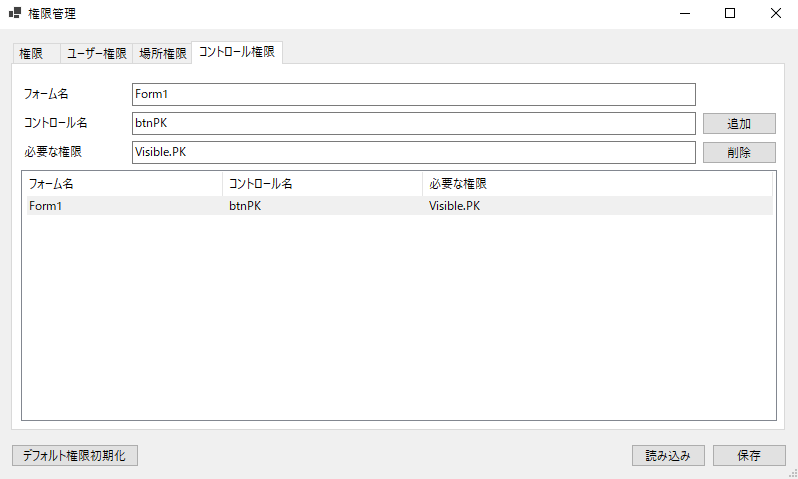 権限管理
権限 ユーザー権限 場所権限 コントロール権限
フォーム名 Form1
コントロール名 btnPK 追加
必要な権限 Visible.PK 削除
フォーム名 コントロール名 必要な権限
Form1 btnPK Visible.PK
デフォルト権限初期化 読み込み 保存